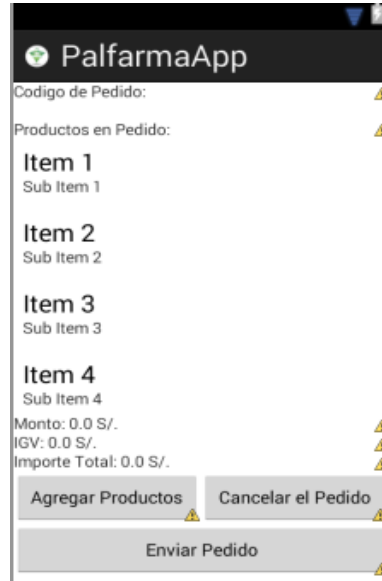 PalfarmaApp
Codigo de Pedido:
Productos en Pedido:
Item 1
Sub Item 1
Item 2
Sub Item 2
Item 3
Sub Item 3
Item 4
Sub Item 4
Monto: 0.0 S/.
IGV: 0.0 S/.
Importe Total: 0.0 S/.
Agregar Productos Cancelar el Pedido
Enviar Pedido